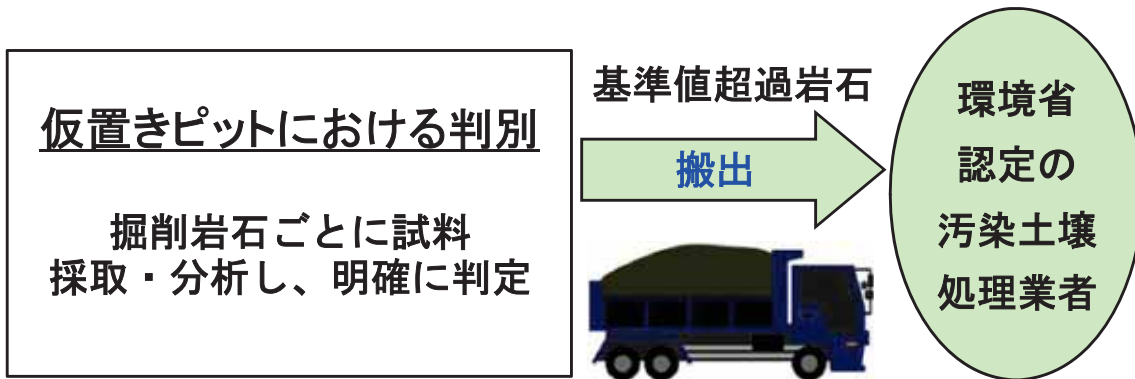 仮置きピットにおける判別
掘削岩石ごとに試料
採取・分析し、明確に判定
基準値超過岩石
搬出
環境省
認定の
汚染土壌
処理業者